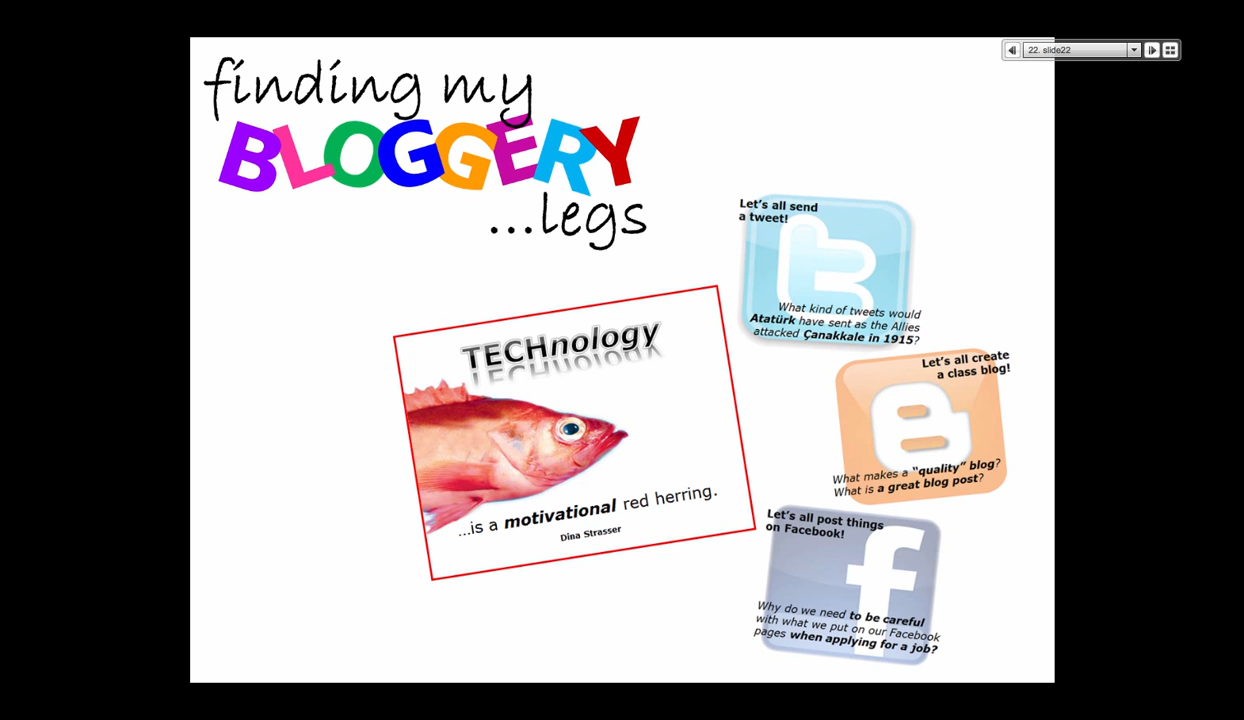 22. slide22
finding my
BLOGGERY
...legs
Let's all send
a tweet!
What kind of tweets would
Atatürk have sent as the Allies
attacked Çanakkale in 1915?
TECHnology
...is a motivational red herring.
Dina Strasser
Let's all create
a class blog!
What makes a “quality” blog?
What is a great blog post?
Let's all post things
on Facebook!
Why do we need to be careful
with what we put on our Facebook
pages when applying for a job?